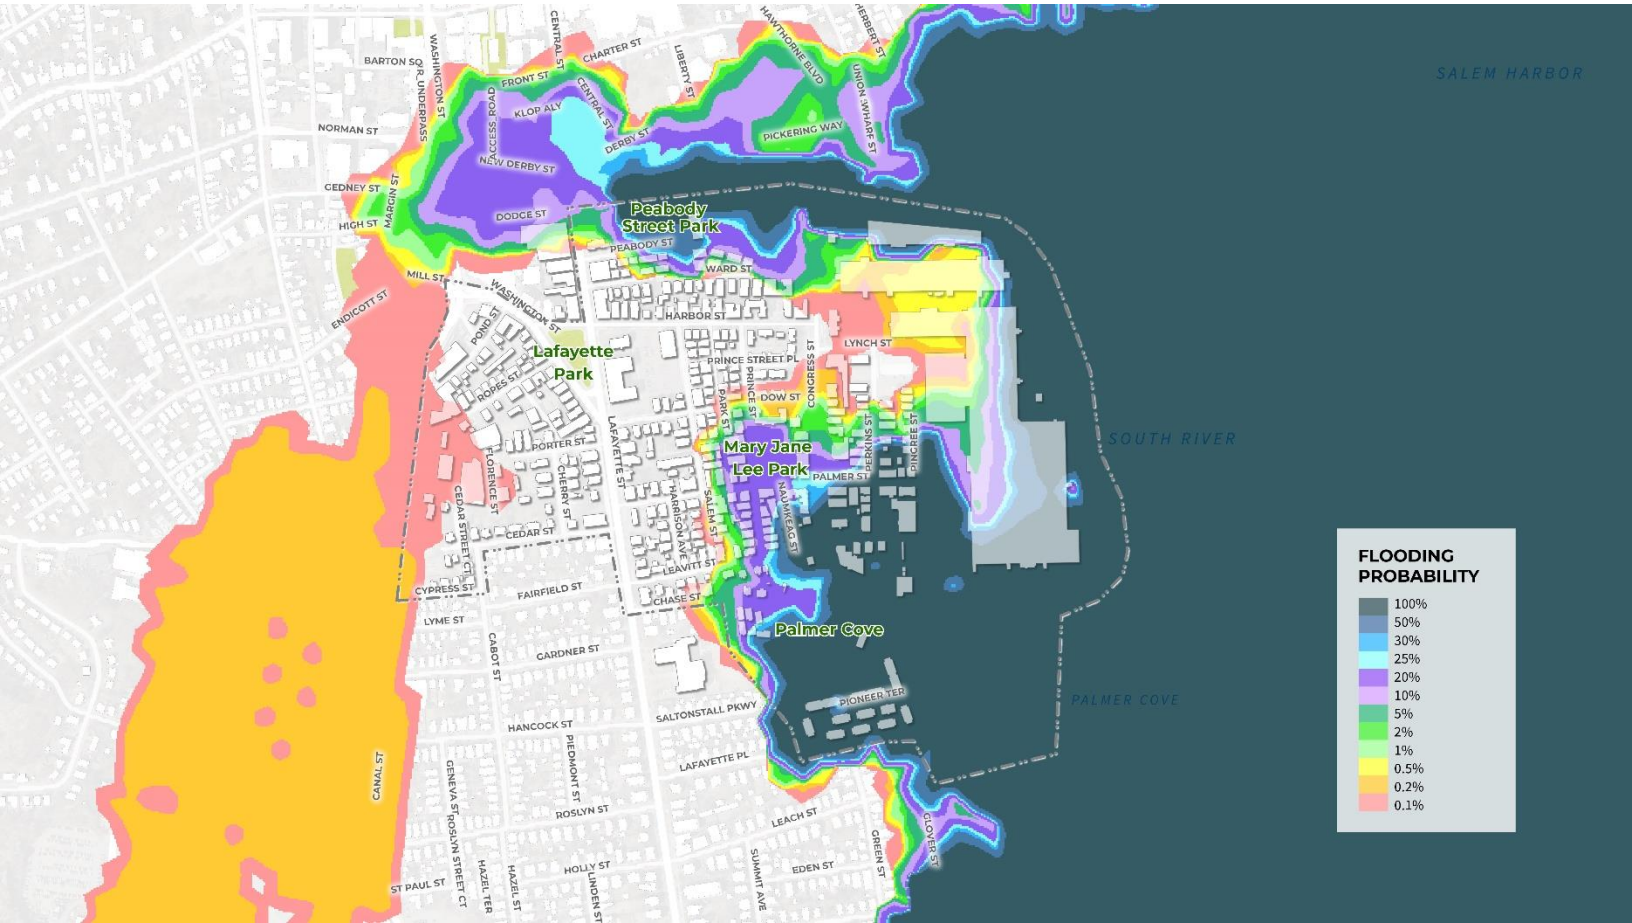 HAWTHORNE BLVD
HERBERT ST
CENTRAL ST
WASHINGTON ST
CHARTER ST
LIBERTY ST
BARTON SQ
UNDERPASS
FRONT ST
CENTRAL ST
UNION ST
WHARF ST
SALEM HARBOR
ACCESS ROAD
KLOP ALY
NORMAN ST
DERBY ST
PICKERING WAY
NEW DERBY ST
GEDNEY ST
MARGIN ST
HIGH ST
DODGE ST
Peabody
Street Park
PEABODY ST
WARD ST
MILL ST
WASHINGTON ST
ENDICOTT ST
POND ST
HARBOR ST
LYNCH ST
Lafayette
Park
PRINCE STREET PL
CONGRESS ST
ROPES ST
PARK ST
PRINCE ST
DOW ST
PERKINS ST
PINGREE ST
LAFAYETTE ST
PORTER ST
Mary Jane
Lee Park
SOUTH RIVER
PALMER ST
FLORENCE ST
CHERRY ST
CEDAR STREET CT
HARRISON AVE
SALEM ST
NAUMKEAG ST
CEDAR ST
LEAVITT ST
CYPRESS ST
FAIRFIELD ST
CHASE ST
LYME ST
Palmer Cove
CABOT ST
GARDNER ST
PIONEER TER
PALMER COVE
SALTONSTALL PKWY
HANCOCK ST
PIEDMONT ST
LAFAYETTE PL
CANAL ST
GENEVA ST
ROSLYN ST
LEACH ST
GLOVER ST
ROSLYN STREET CT
GREEN ST
HOLLY ST
EDEN ST
SUMMIT AVE
HAZEL TER
HAZEL ST
LINDEN ST
ST PAUL ST
FLOODING
PROBABILITY
100%
50%
30%
25%
20%
10%
5%
2%
1%
0.5%
0.2%
0.1%